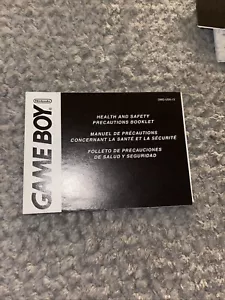 Nintendo
GAME BOY
HEALTH AND SAFETY
PRECAUTIONS BOOKLET
MANUEL DE PRÉCAUTIONS
CONCERNANT LA SANTÉ ET LA SÉCURITÉ
FOLLETO DE PRECAUCIONES
DE SALUD Y SEGURIDAD